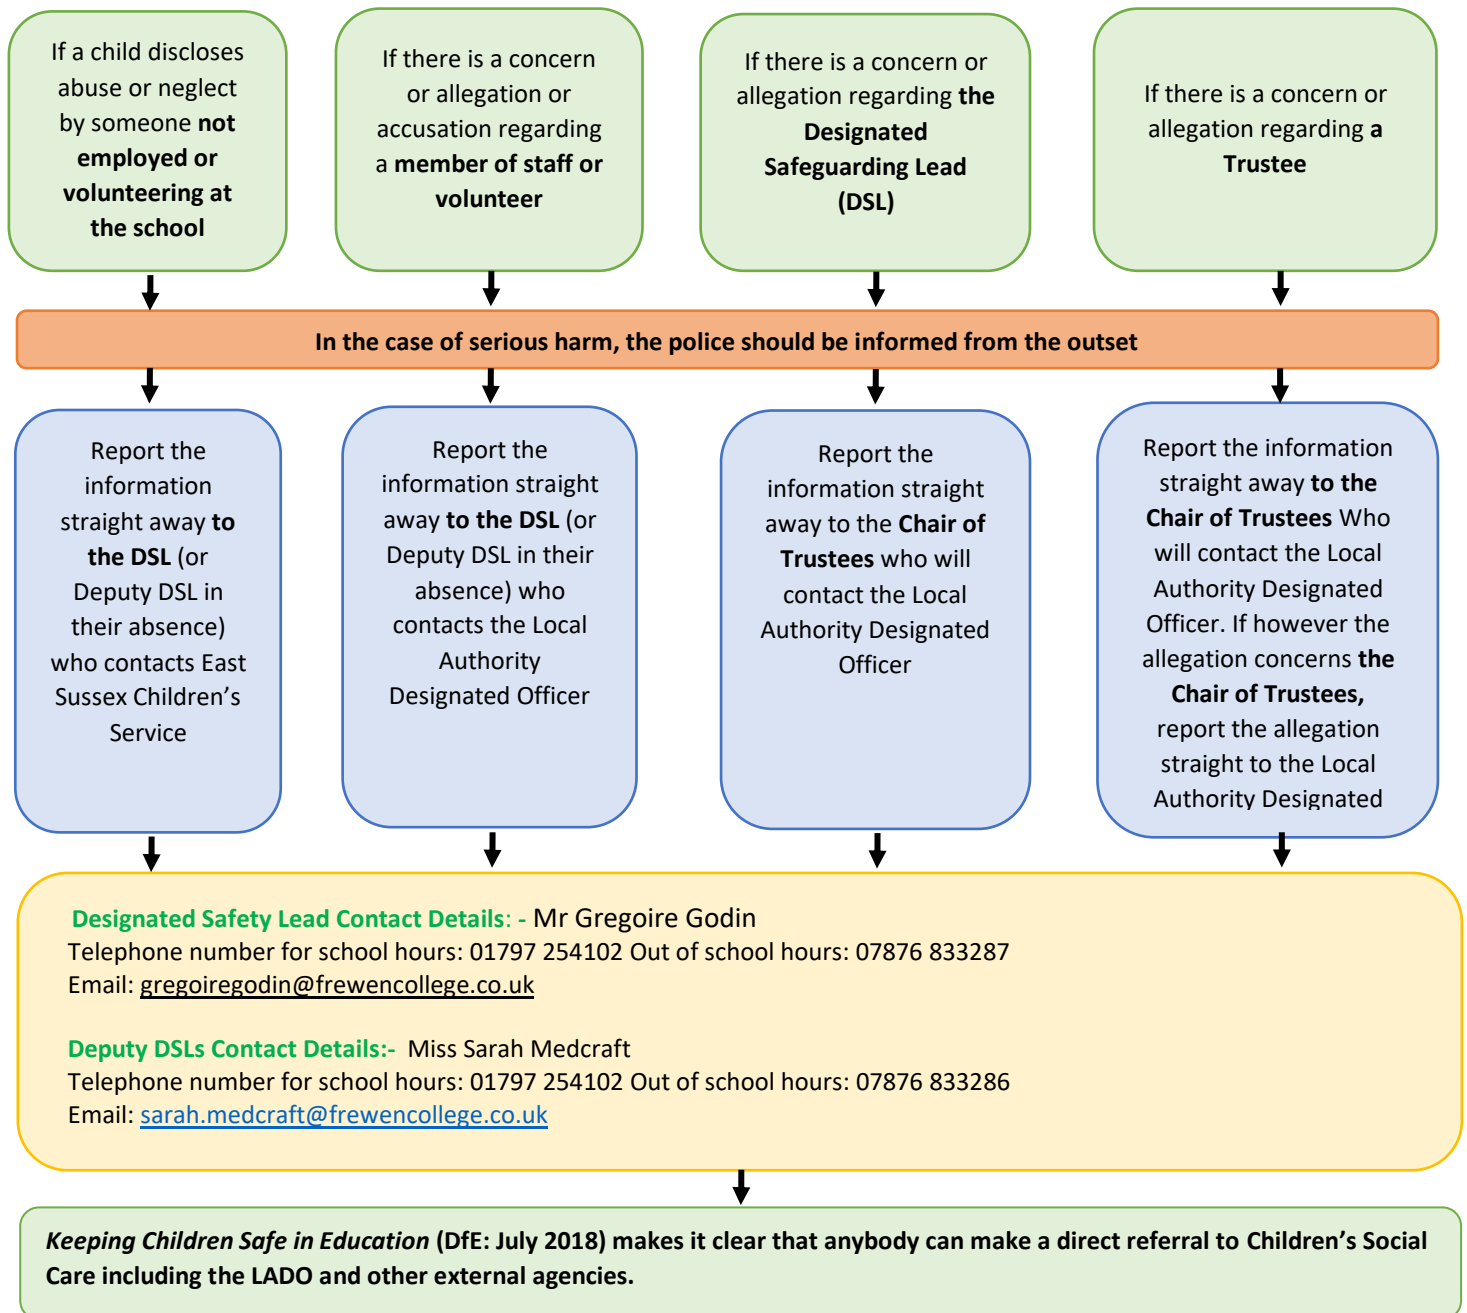 If a child discloses
abuse or neglect
by someone not
employed or
volunteering at
the school
If there is a concern
or allegation or
accusation regarding
a member of staff or
volunteer
If there is a concern or
allegation regarding the
Designated
Safeguarding Lead
(DSL)
If there is a concern or
allegation regarding a
Trustee
In the case of serious harm, the police should be informed from the outset
Report the
information
straight away to
the DSL (or
Deputy DSL in
their absence)
who contacts East
Sussex Children’s
Service
Report the
information straight
away to the DSL (or
Deputy DSL in their
absence) who
contacts the Local
Authority
Designated Officer
Report the
information straight
away to the Chair of
Trustees who will
contact the Local
Authority Designated
Officer
Report the information
straight away to the
Chair of Trustees Who
will contact the Local
Authority Designated
Officer. If however the
allegation concerns the
Chair of Trustees,
report the allegation
straight to the Local
Authority Designated
Designated Safety Lead Contact Details: - Mr Gregoire Godin
Telephone number for school hours: 01797 254102 Out of school hours: 07876 833287
Email: gregoiregodin@frewencollege.co.uk
Deputy DSLs Contact Details:- Miss Sarah Medcraft
Telephone number for school hours: 01797 254102 Out of school hours: 07876 833286
Email: sarah.medcraft@frewencollege.co.uk
Keeping Children Safe in Education (DfE: July 2018) makes it clear that anybody can make a direct referral to Children’s Social
Care including the LADO and other external agencies.